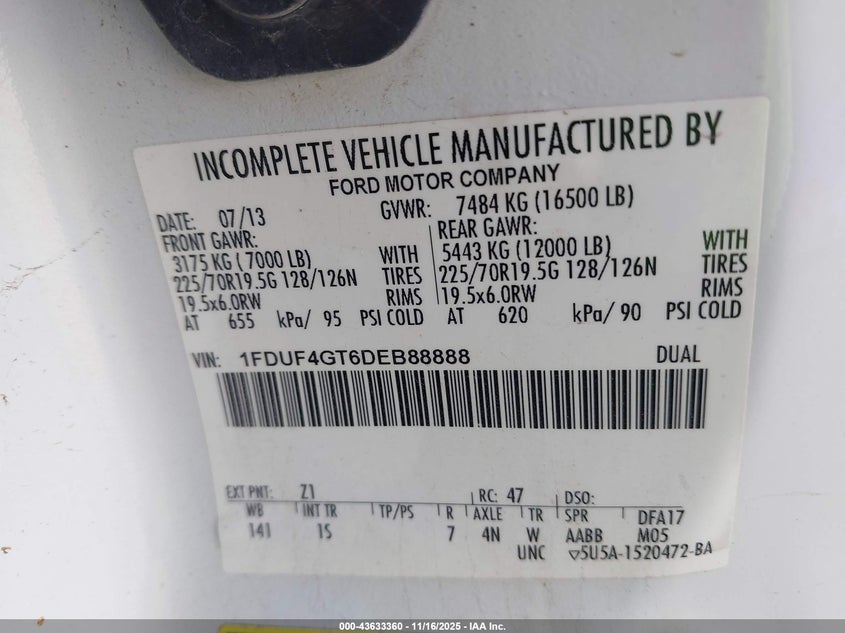 INCOMPLETE VEHICLE MANUFACTURED BY
FORD MOTOR COMPANY
DATE: 07/13 GVWR: 7484 KG (16500 LB)
FRONT GAWR: REAR GAWR:
3175 KG (7000 LB) WITH 5443 KG (12000 LB) WITH
225/70R19.5G 128/126N TIRES 225/70R19.5G 128/126N TIRES
19.5x6.0RW RIMS 19.5x6.0RW RIMS
AT 655 kPa/ 95 PSI COLD AT 620 kPa/ 90 PSI COLD
VIN: 1FDUF4GT6DEB88888 DUAL
EXT PNT: Z1 RC: 47 DSO:
WB INT TR TP/PS R AXLE TR SPR DFA17
141 1S 7 4N W AABB M05
UNC ▽5U5A-1520472-BA
000-43633360 - 11/16/2025 - IAA Inc.